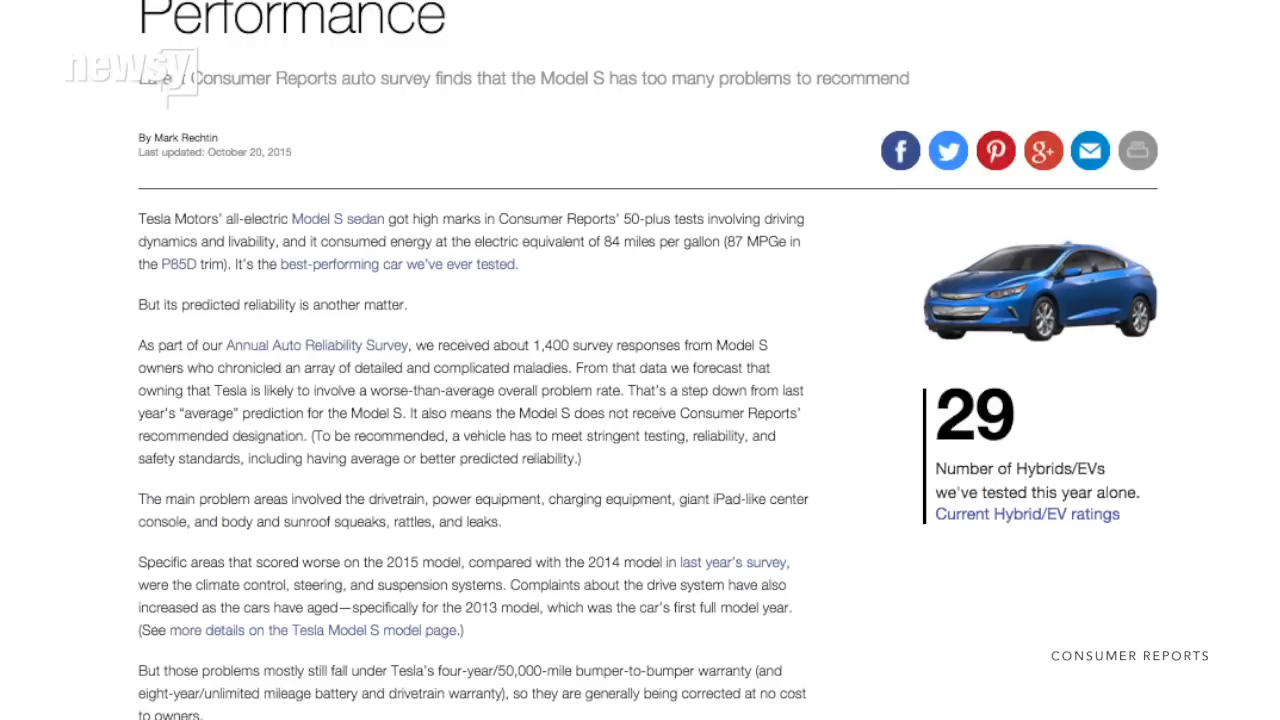 Performance
newsy
Consumer Reports auto survey finds that the Model S has too many problems to recommend
By Mark Rechtin
Last updated: October 20, 2015
Tesla Motors' all-electric Model S sedan got high marks in Consumer Reports' 50-plus tests involving driving
dynamics and livability, and it consumed energy at the electric equivalent of 84 miles per gallon (87 MPGe in
the P85D trim). It's the best-performing car we've ever tested.
But its predicted reliability is another matter.
As part of our Annual Auto Reliability Survey, we received about 1,400 survey responses from Model S
owners who chronicled an array of detailed and complicated maladies. From that data we forecast that
owning that Tesla is likely to involve a worse-than-average overall problem rate. That's a step down from last
year's “average” prediction for the Model S. It also means the Model S does not receive Consumer Reports'
recommended designation. (To be recommended, a vehicle has to meet stringent testing, reliability, and
safety standards, including having average or better predicted reliability.)
The main problem areas involved the drivetrain, power equipment, charging equipment, giant iPad-like center
console, and body and sunroof squeaks, rattles, and leaks.
Specific areas that scored worse on the 2015 model, compared with the 2014 model in last year's survey,
were the climate control, steering, and suspension systems. Complaints about the drive system have also
increased as the cars have aged—specifically for the 2013 model, which was the car's first full model year.
(See more details on the Tesla Model S model page.)
But those problems mostly still fall under Tesla's four-year/50,000-mile bumper-to-bumper warranty (and
eight-year/unlimited mileage battery and drivetrain warranty), so they are generally being corrected at no cost
to owners.
29
Number of Hybrids/EVs
we've tested this year alone.
Current Hybrid/EV ratings
CONSUMER REPORTS